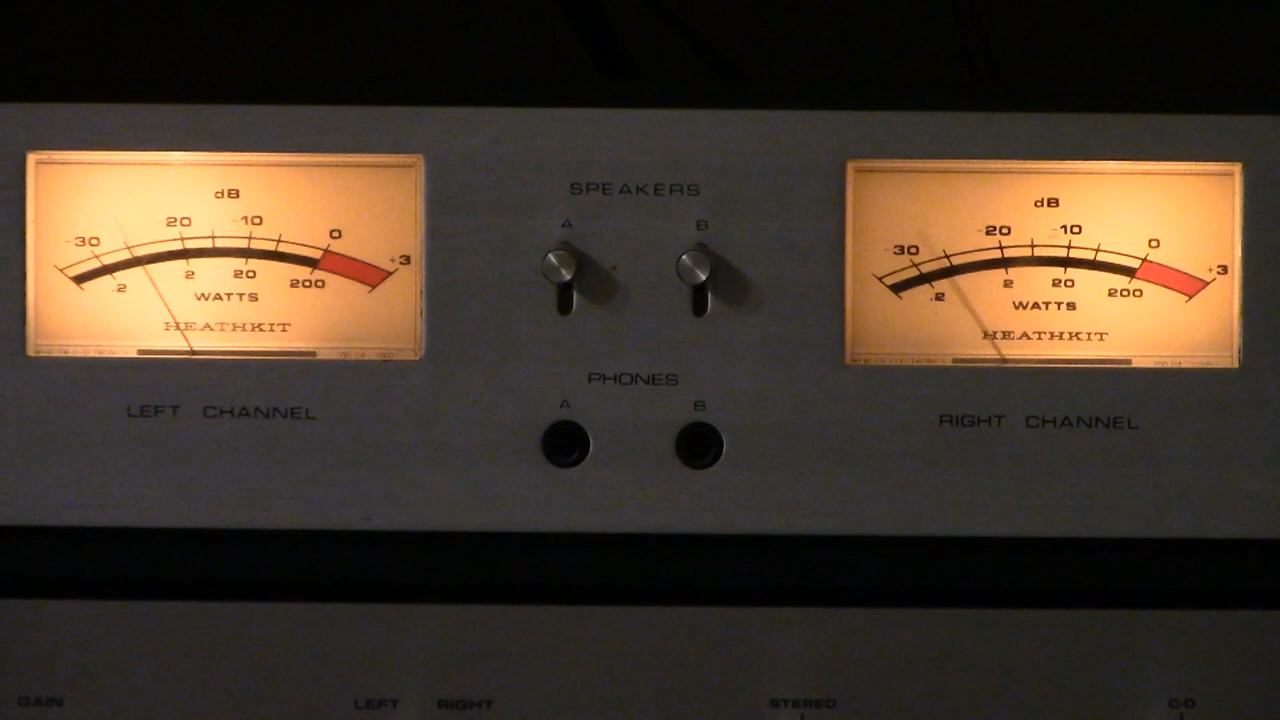 dB
-30 -20 -10 0 +3
.2 2 20 200
WATTS
HEATHKIT
LEFT CHANNEL
SPEAKERS
A B
PHONES
A B
dB
-30 -20 -10 0 +3
.2 2 20 200
WATTS
HEATHKIT
RIGHT CHANNEL
GAIN LEFT RIGHT STEREO C-D